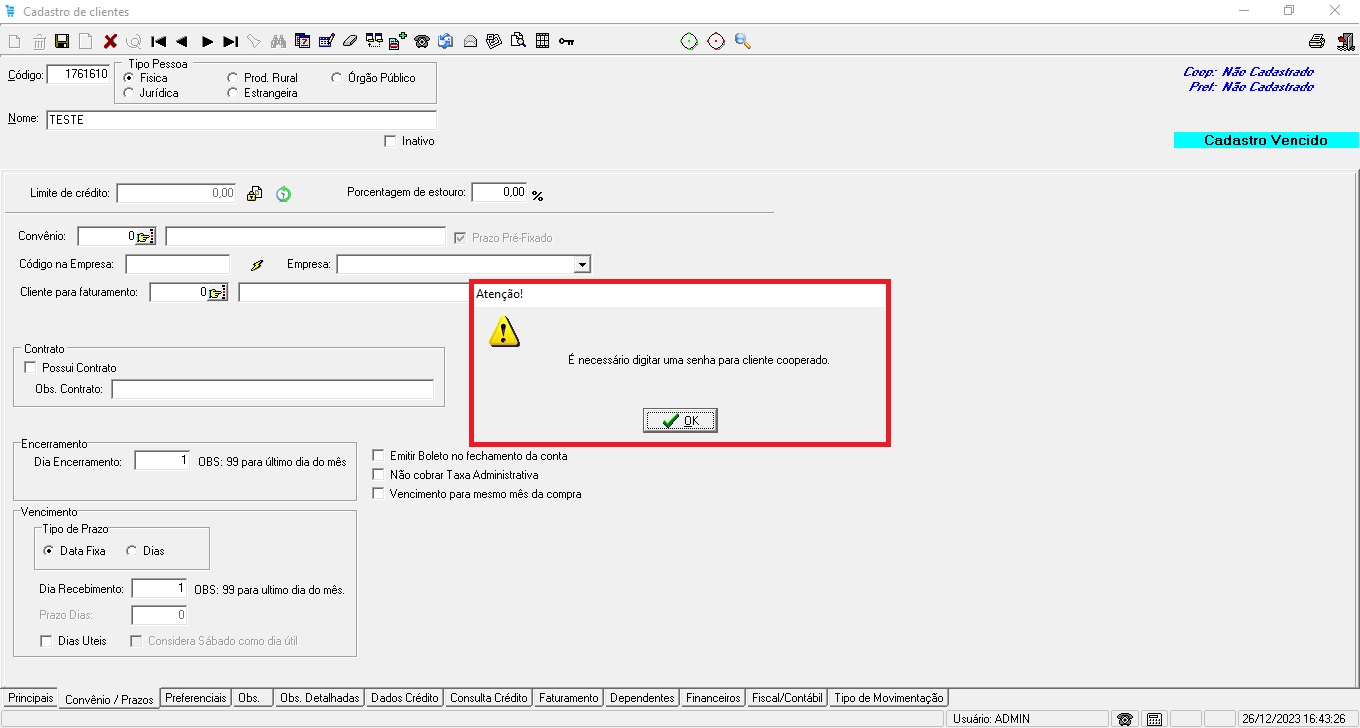 Cadastro de clientes
Código: 1761610
Tipo Pessoa
Física
Prod. Rural
Órgão Público
Jurídica
Estrangeira
Coop: Não Cadastrado
Pref: Não Cadastrado
Nome: TESTE
Inativo
Cadastro Vencido
Limite de crédito: 0,00
Porcentagem de estouro: 0,00 %
Convênio: 0
Prazo Pré-Fixado
Código na Empresa:
Empresa:
Cliente para faturamento: 0
Atenção!
É necessário digitar uma senha para cliente cooperado.
OK
Contrato
Possui Contrato
Obs. Contrato:
Encerramento
Dia Encerramento: 1 OBS: 99 para último dia do mês
Emitir Boleto no fechamento da conta
Não cobrar Taxa Administrativa
Vencimento para mesmo mês da compra
Vencimento
Tipo de Prazo
Data Fixa
Dias
Dia Recebimento: 1 OBS: 99 para ultimo dia do mês.
Prazo Dias: 0
Dias Uteis
Considera Sábado como dia útil
Principais
Convênio / Prazos
Preferenciais
Obs.
Obs. Detalhadas
Dados Crédito
Consulta Crédito
Faturamento
Dependentes
Financeiros
Fiscal/Contábil
Tipo de Movimentação
Usuário: ADMIN
26/12/2023 16:43:26